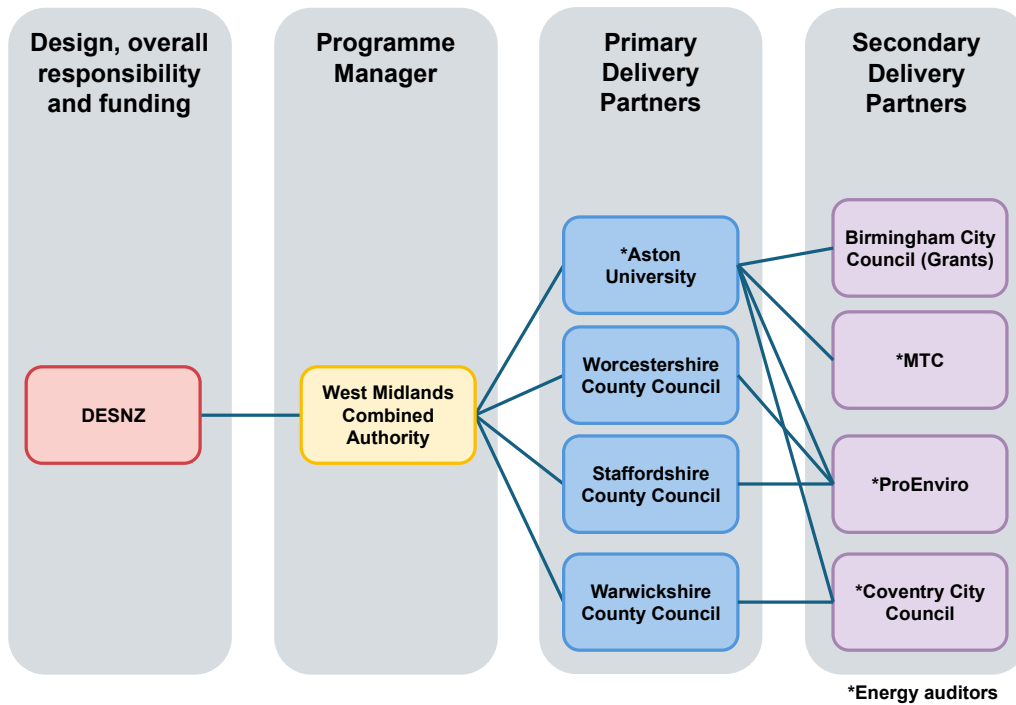 Design, overall
responsibility
and funding
Programme
Manager
Primary
Delivery
Partners
Secondary
Delivery
Partners
DESNZ
West Midlands
Combined
Authority
*Aston
University
Worcestershire
County Council
Staffordshire
County Council
Warwickshire
County Council
Birmingham City
Council (Grants)
*MTC
*ProEnviro
*Coventry City
Council
*Energy auditors